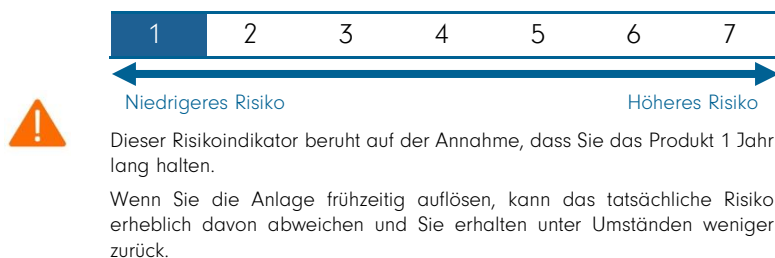 1 2 3 4 5 6 7
Niedrigeres Risiko Höheres Risiko
Dieser Risikoindikator beruht auf der Annahme, dass Sie das Produkt 1 Jahr
lang halten.
Wenn Sie die Anlage frühzeitig auflösen, kann das tatsächliche Risiko
erheblich davon abweichen und Sie erhalten unter Umständen weniger
zurück.